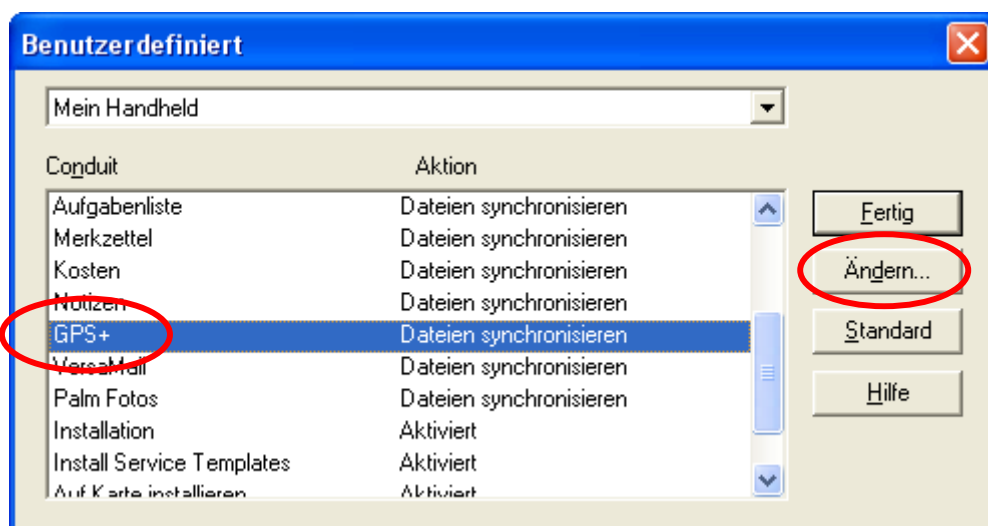 Benutzerdefiniert
Mein Handheld
Conduit Aktion
Aufgabenliste Dateien synchronisieren
Merkzettel Dateien synchronisieren
Kosten Dateien synchronisieren
Notizen Dateien synchronisieren
GPS+ Dateien synchronisieren
VersaMail Dateien synchronisieren
Palm Fotos Dateien synchronisieren
Installation Aktiviert
Install Service Templates Aktiviert
Auf Karte installieren Aktiviert
Fertig
Ändern...
Standard
Hilfe